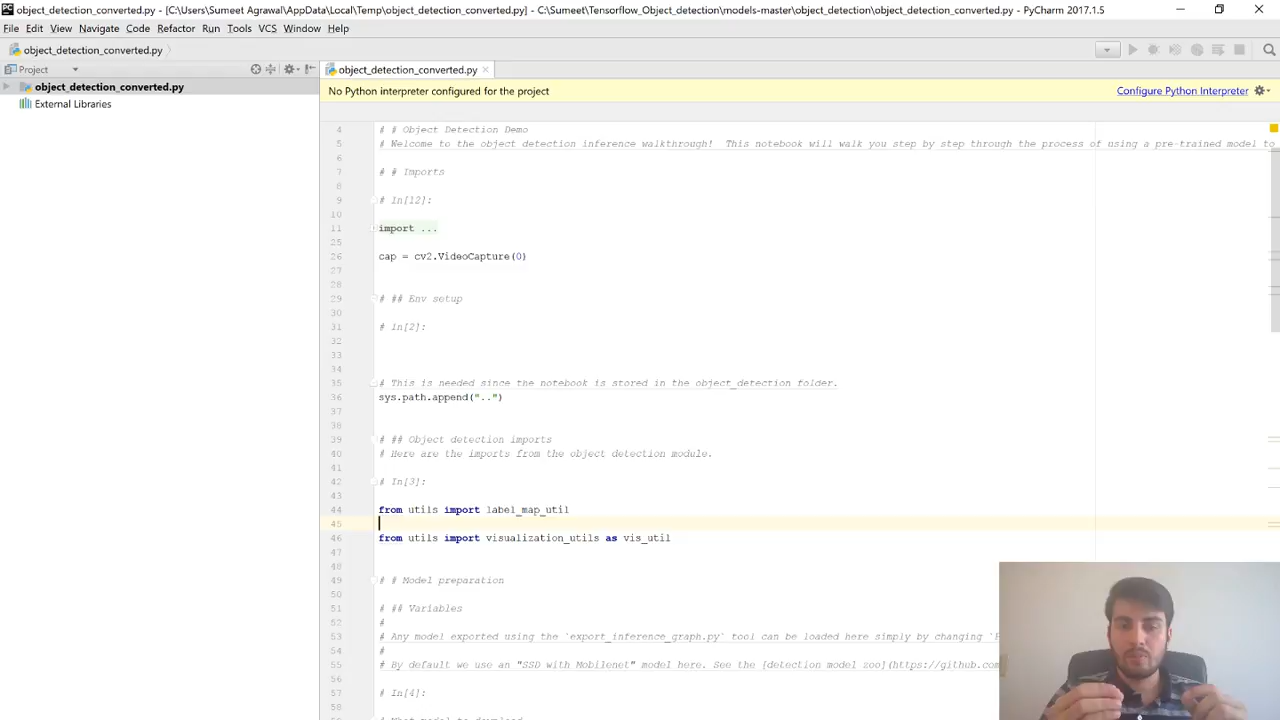 object_detection_converted.py - [C:\Users\Sumeet Agrawal\AppData\Local\Temp\object_detection_converted.py] - C:\Sumeet\Tensorflow_Object_detection\models-master\object_detection\object_detection_converted.py - PyCharm 2017.1.5
File Edit View Navigate Code Refactor Run Tools VCS Window Help
object_detection_converted.py
Project
object_detection_converted.py
object_detection_converted.py
External Libraries
No Python interpreter configured for the project
Configure Python Interpreter
4 # # Object Detection Demo
5 # Welcome to the object detection inference walkthrough!  This notebook will walk you step by step through the process of using a pre-trained model to
6
7 # # Imports
8
9 # In[12]:
10
11 import ...
25
26 cap = cv2.VideoCapture(0)
27
28
29 # ## Env setup
30
31 # In[2]:
32
33
34
35 # This is needed since the notebook is stored in the object_detection folder.
36 sys.path.append("..")
37
38
39 # ## Object detection imports
40 # Here are the imports from the object detection module.
41
42 # In[3]:
43
44 from utils import label_map_util
45
46 from utils import visualization_utils as vis_util
47
48
49 # # Model preparation
50
51 # ## Variables
52 #
53 # Any model exported using the `export_inference_graph.py` tool can be loaded here simply by changing `P
54 #
55 # By default we use an "SSD with Mobilenet" model here. See the [detection model zoo](https://github.com
56
57 # In[4]:
58
# What model to download